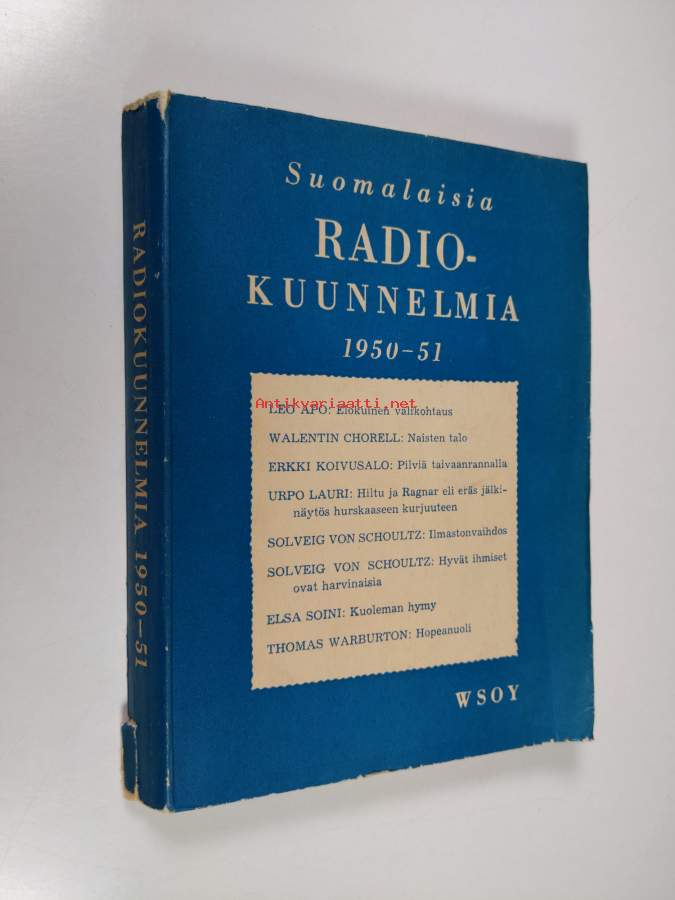 Suomalaisia
RADIO-
KUUNNELMIA
1950-51
LEO APO: Elokuinen välikohtaus
WALENTIN CHORELL: Naisten talo
ERKKI KOIVUSALO: Pilviä taivaanrannalla
URPO LAURI: Hiltu ja Ragnar eli eräs jälki-
näytös hurskaaseen kurjuuteen
SOLVEIG VON SCHOULTZ: Ilmastonvaihdos
SOLVEIG VON SCHOULTZ: Hyvät ihmiset
ovat harvinaisia
ELSA SOINI: Kuoleman hymy
THOMAS WARBURTON: Hopeanuoli
WSOY
RADIOKUUNNELMIA 1950-51
Antikvariaatti.net